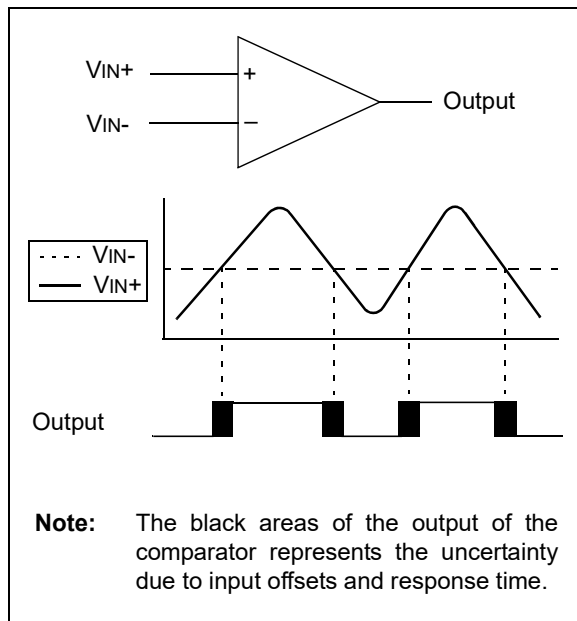 VIN+
+
Output
VIN-
–
VIN-
VIN+
Output
Note: The black areas of the output of the
comparator represents the uncertainty
due to input offsets and response time.